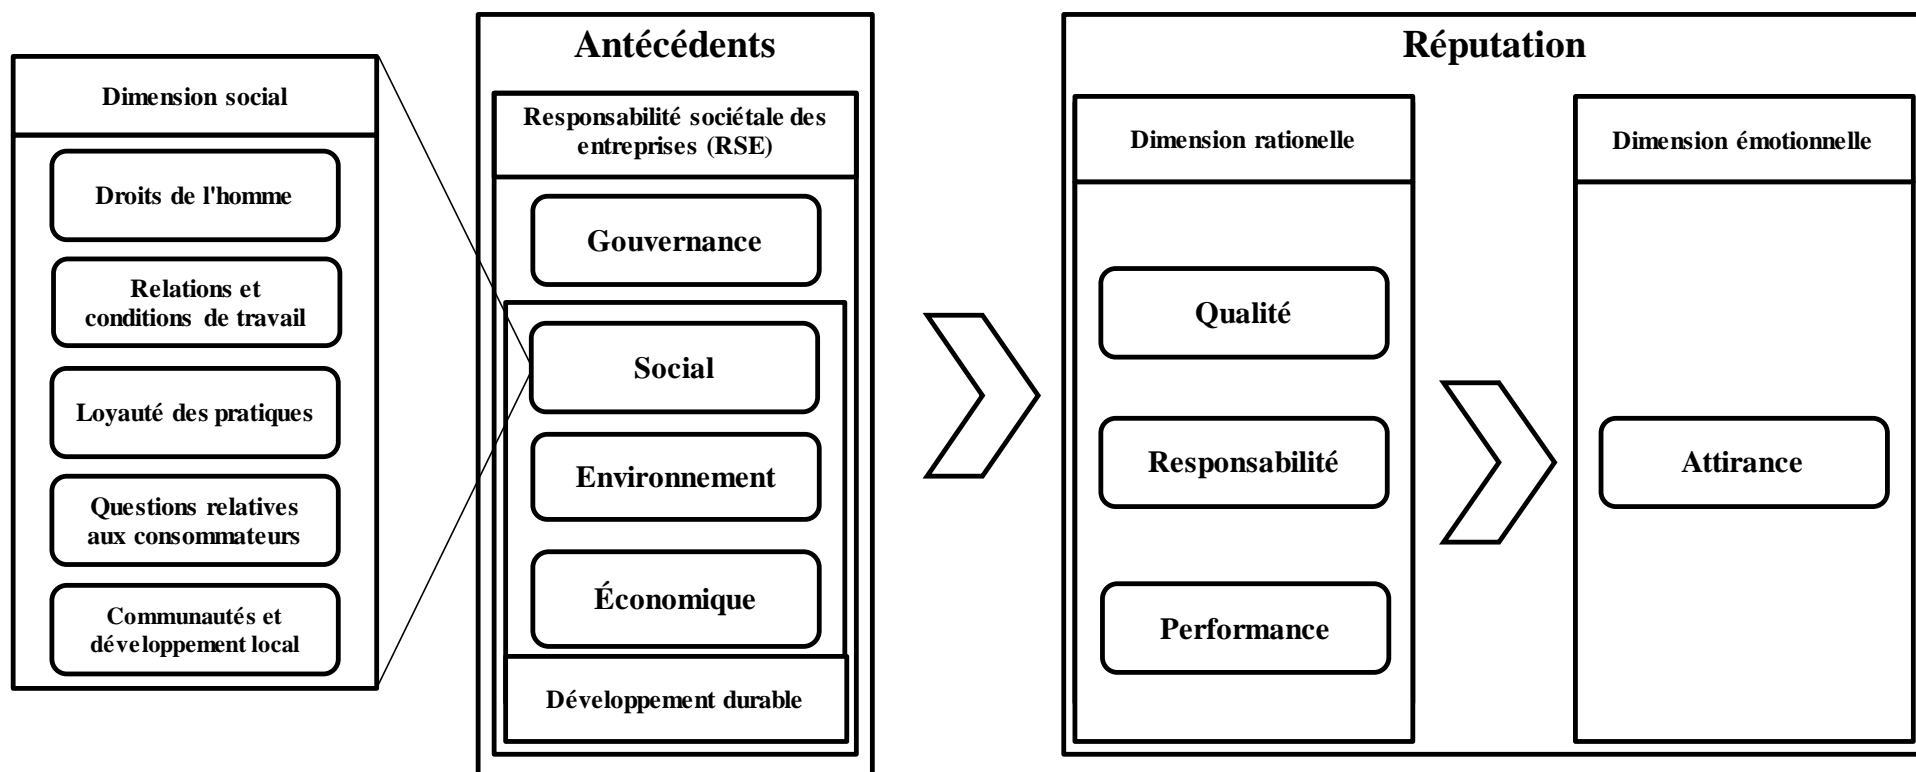 Dimension social
Droits de l'homme
Relations et
conditions de travail
Loyauté des pratiques
Questions relatives
aux consommateurs
Communautés et
développement local
Antécédents
Responsabilité sociétale des
entreprises (RSE)
Gouvernance
Social
Environnement
Économique
Développement durable
Réputation
Dimension rationelle
Qualité
Responsabilité
Performance
Dimension émotionnelle
Attirance